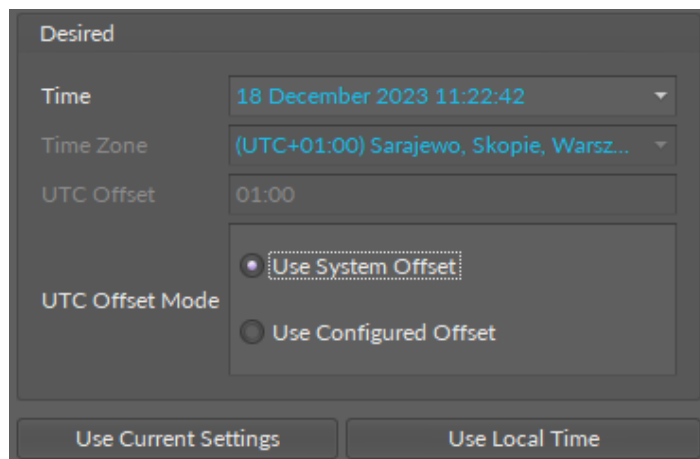 Desired
Time 18 December 2023 11:22:42
Time Zone (UTC+01:00) Sarajewo, Skopie, Warsz...
UTC Offset 01:00
UTC Offset Mode
Use System Offset
Use Configured Offset
Use Current Settings Use Local Time